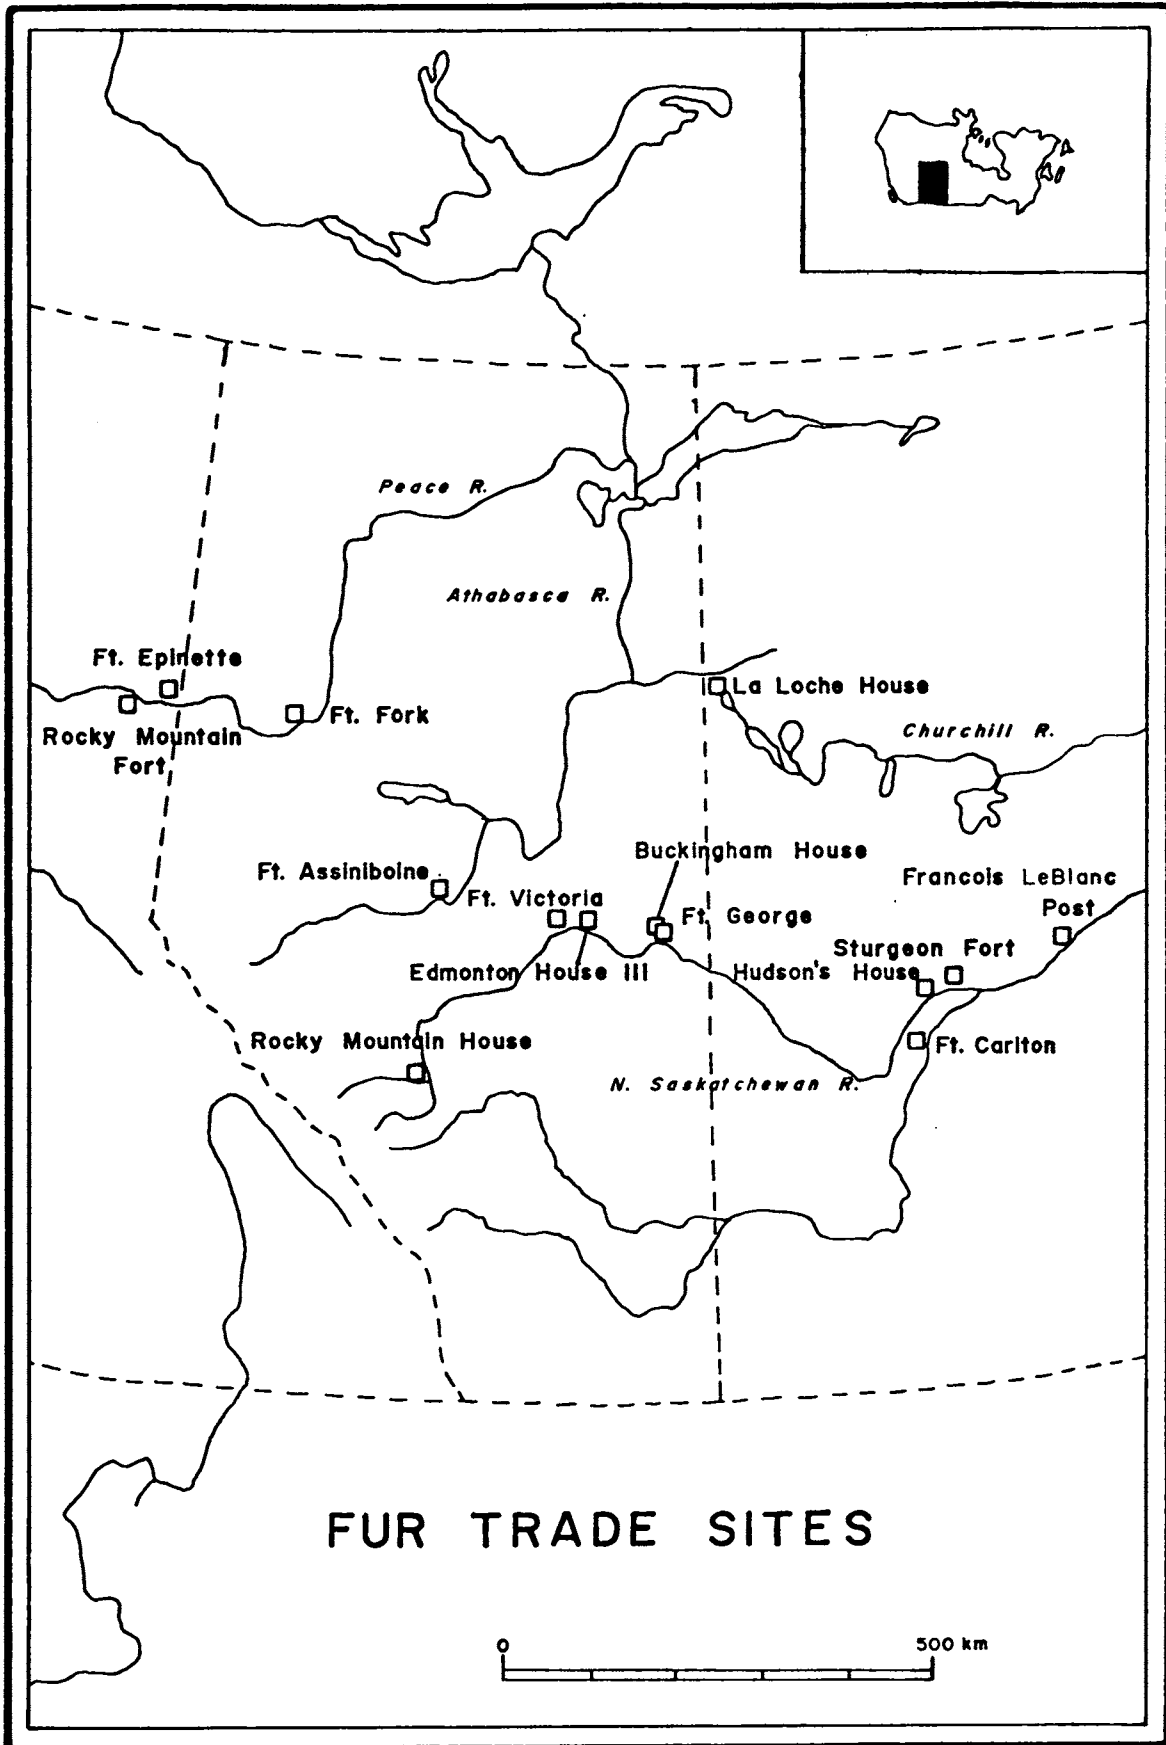 Peace R.
Athabasca R.
Ft. Epinette
Rocky Mountain
Fort
Ft. Fork
La Loche House
Churchill R.
Buckingham House
Ft. Assiniboine
Ft. Victoria
Ft. George
Francois LeBlanc
Post
Sturgeon Fort
Edmonton House III
Hudson's House
Rocky Mountain House
Ft. Carlton
N. Saskatchewan R.
FUR TRADE SITES
0
500 km